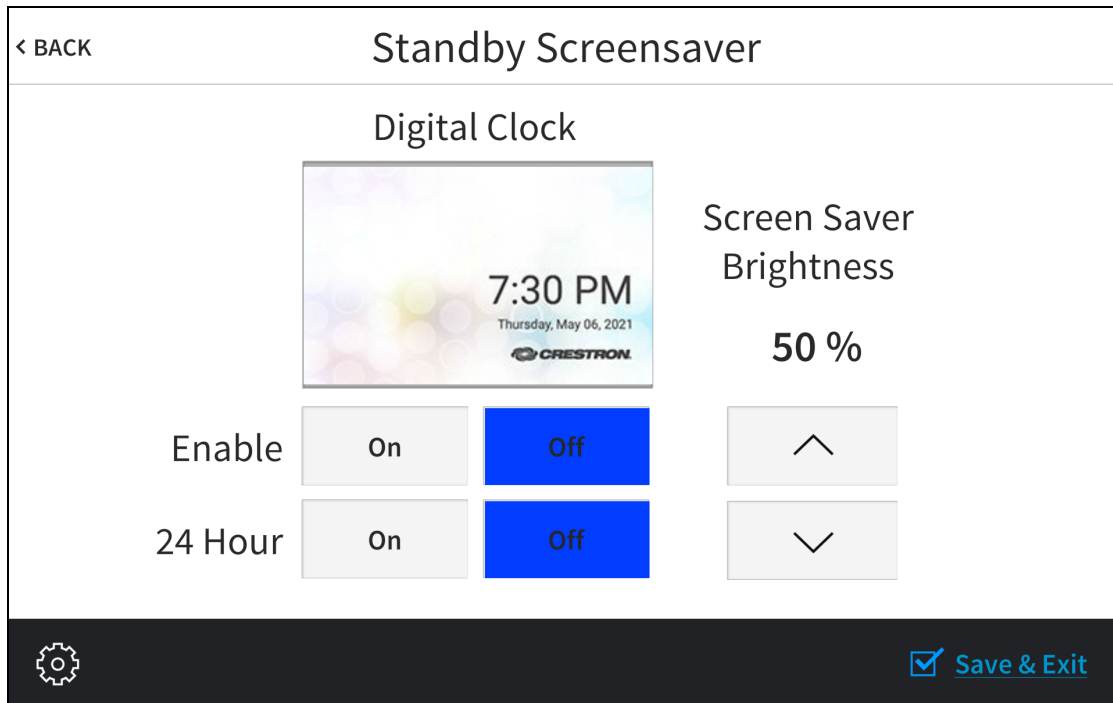 < BACK
Standby Screensaver
Digital Clock
7:30 PM
Thursday, May 06, 2021
CRESTRON
Screen Saver
Brightness
50 %
Enable On Off
24 Hour On Off
Save & Exit